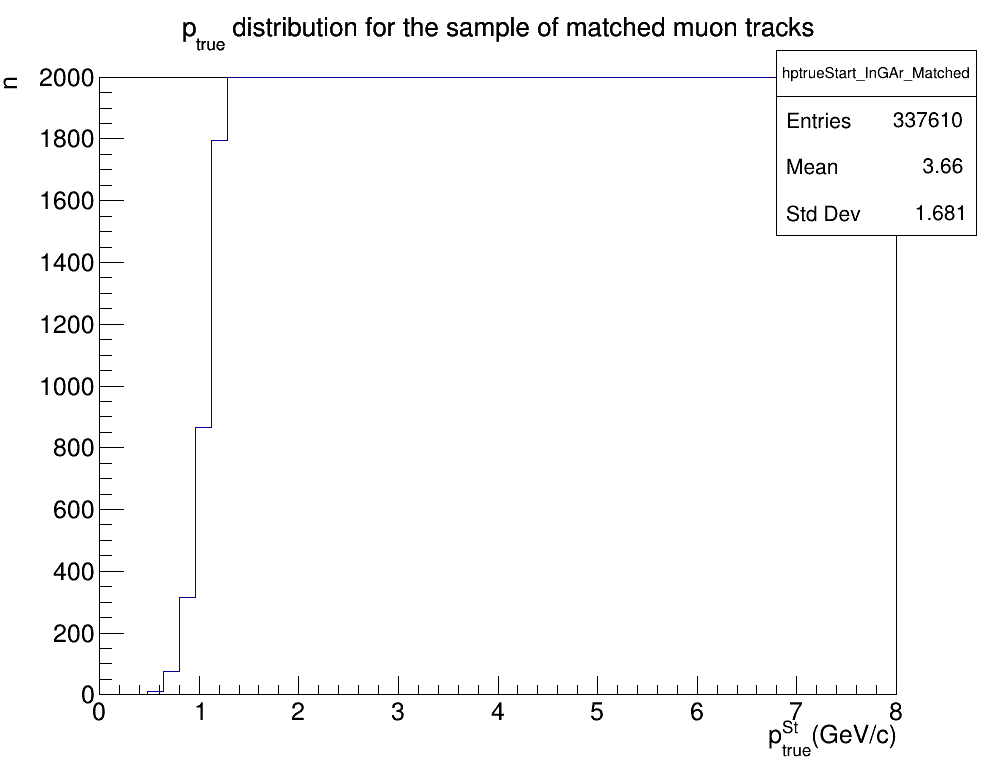 p_true distribution for the sample of matched muon tracks
n
hptrueStart_InGAr_Matched
Entries 337610
Mean 3.66
Std Dev 1.681
2000
1800
1600
1400
1200
1000
800
600
400
200
0
0 1 2 3 4 5 6 7 8
p^St_true (GeV/c)